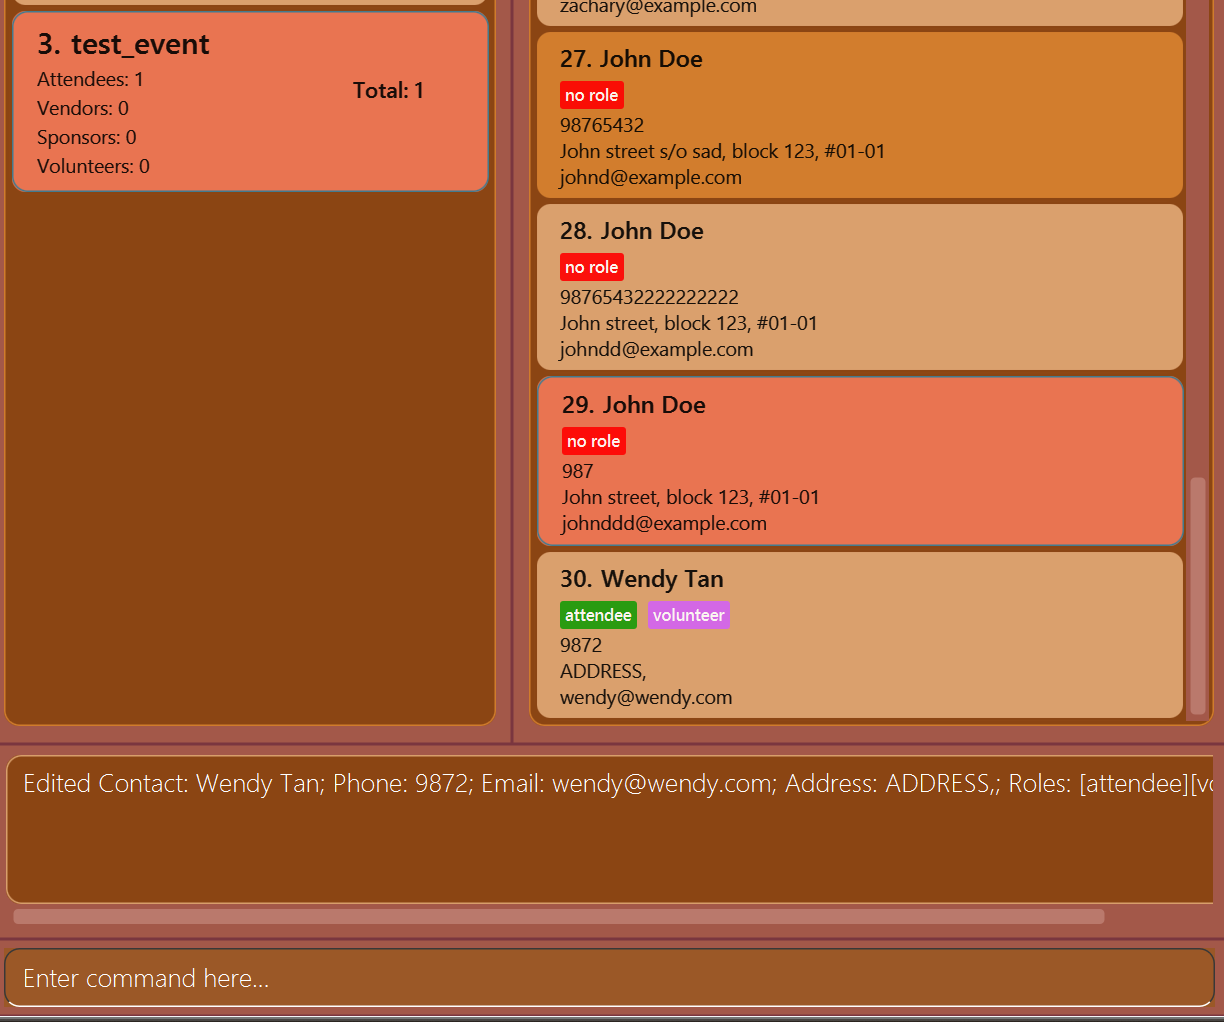 3. test_event
Attendees: 1
Total: 1
Vendors: 0
Sponsors: 0
Volunteers: 0
zachary@example.com
27. John Doe
no role
98765432
John street s/o sad, block 123, #01-01
johnd@example.com
28. John Doe
no role
98765432222222222
John street, block 123, #01-01
johndd@example.com
29. John Doe
no role
987
John street, block 123, #01-01
johnddd@example.com
30. Wendy Tan
attendee volunteer
9872
ADDRESS,
wendy@wendy.com
Edited Contact: Wendy Tan; Phone: 9872; Email: wendy@wendy.com; Address: ADDRESS,; Roles: [attendee][vo
Enter command here...